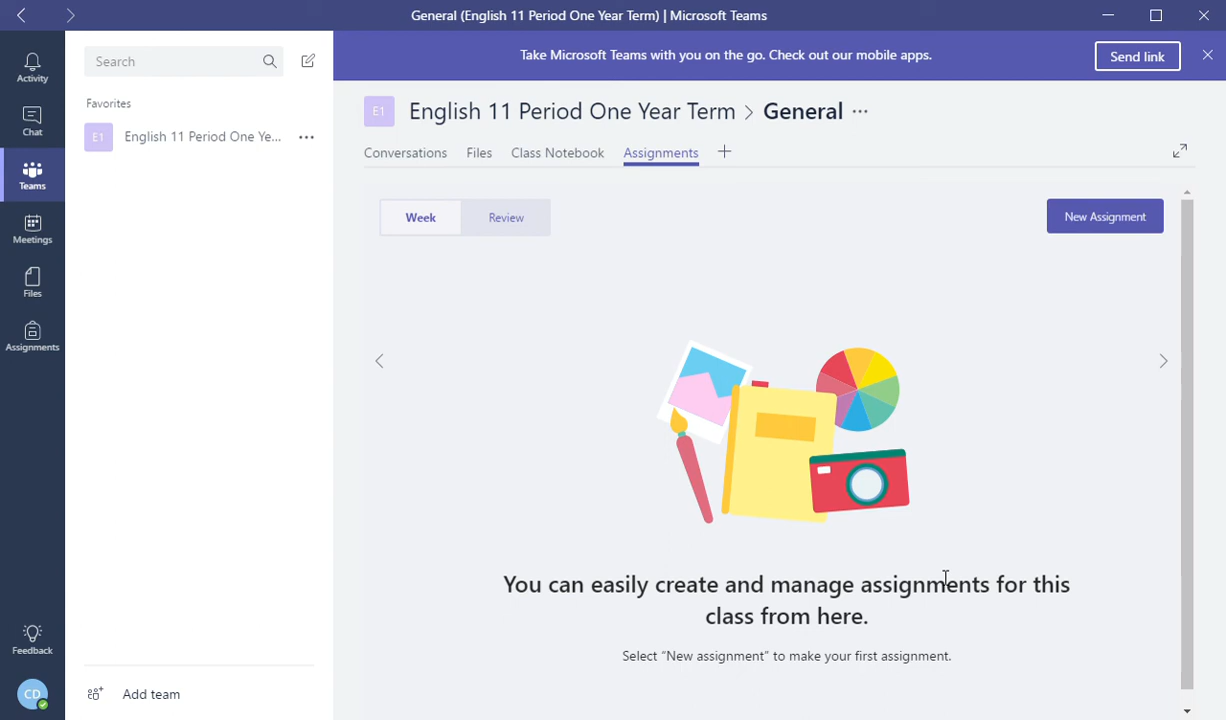 General (English 11 Period One Year Term) | Microsoft Teams
Take Microsoft Teams with you on the go. Check out our mobile apps.
Send link
Activity
Chat
Teams
Meetings
Files
Assignments
Feedback
CD
Search
Favorites
E1
English 11 Period One Ye...
Add team
E1
English 11 Period One Year Term > General
Conversations Files Class Notebook Assignments
Week Review
New Assignment
You can easily create and manage assignments for this
class from here.
Select "New assignment" to make your first assignment.